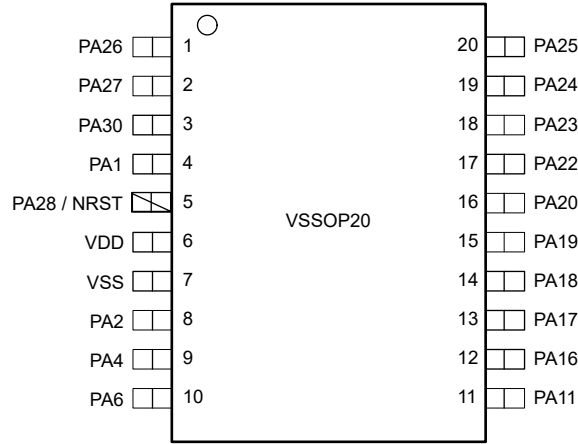 PA26 1 20 PA25
PA27 2 19 PA24
PA30 3 18 PA23
PA1 4 17 PA22
PA28 / NRST 5 16 PA20
VSSOP20
VDD 6 15 PA19
VSS 7 14 PA18
PA2 8 13 PA17
PA4 9 12 PA16
PA6 10 11 PA11